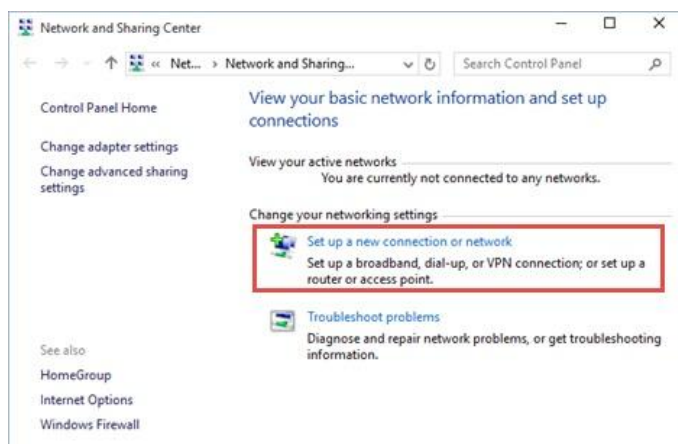 Network and Sharing Center
« Net... › Network and Sharing...
Search Control Panel
Control Panel Home
Change adapter settings
Change advanced sharing
settings
See also
HomeGroup
Internet Options
Windows Firewall
View your basic network information and set up
connections
View your active networks
You are currently not connected to any networks.
Change your networking settings
Set up a new connection or network
Set up a broadband, dial-up, or VPN connection; or set up a
router or access point.
Troubleshoot problems
Diagnose and repair network problems, or get troubleshooting
information.